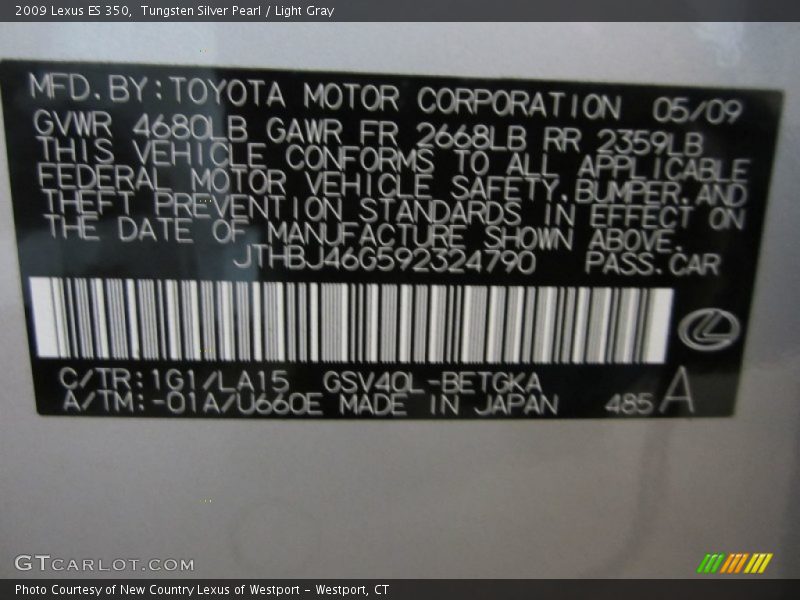 2009 Lexus ES 350,  Tungsten Silver Pearl / Light Gray
MFD.BY:TOYOTA MOTOR CORPORATION 05/09
GVWR 4680LB GAWR FR 2668LB RR 2359LB
THIS VEHICLE CONFORMS TO ALL APPLICABLE
FEDERAL MOTOR VEHICLE SAFETY,BUMPER,AND
THEFT PREVENTION STANDARDS IN EFFECT ON
THE DATE OF MANUFACTURE SHOWN ABOVE.
JTHBJ46G592324790 PASS.CAR
C/TR:1G1/LA15 GSV40L-BETGKA
A/TM:-01A/U660E MADE IN JAPAN 485A
GTCARLOT.COM
Photo Courtesy of New Country Lexus of Westport – Westport, CT